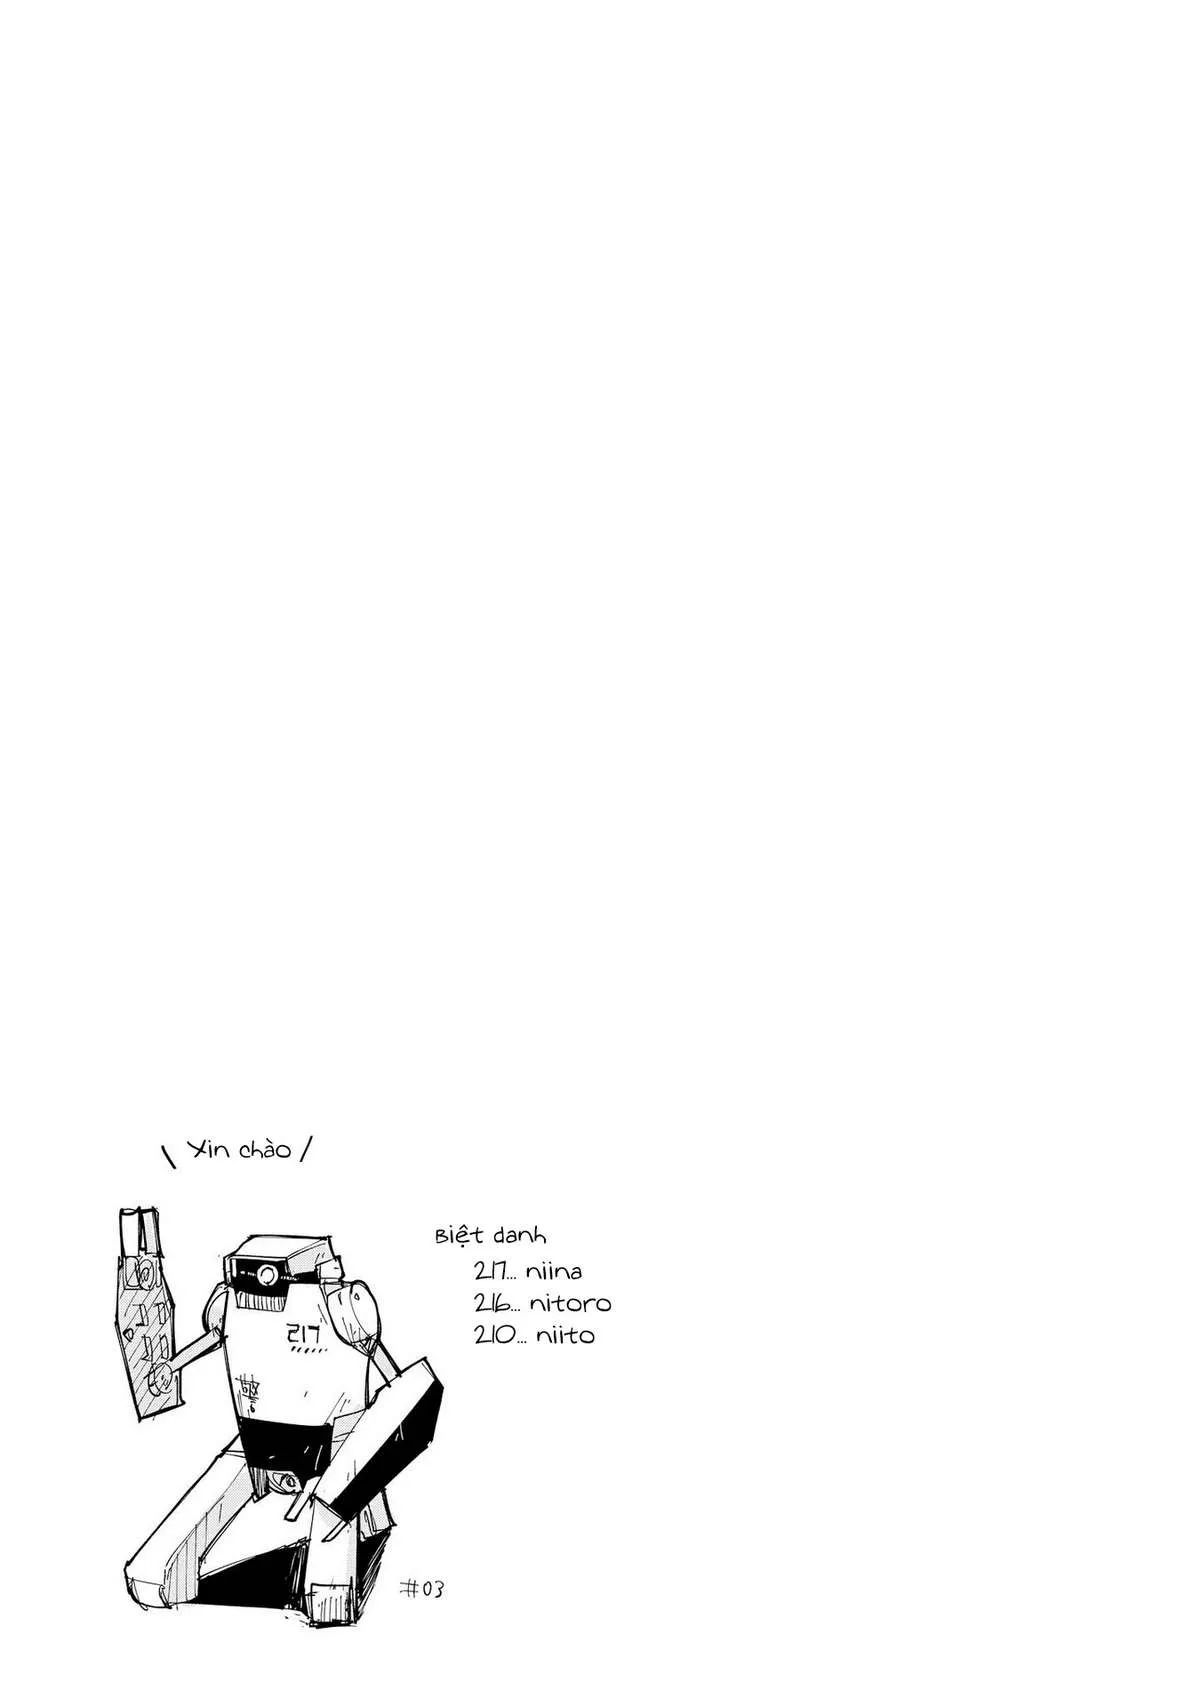 Xin chào
Biệt danh
217... niina
216... nitoro
210... niito
217
#03